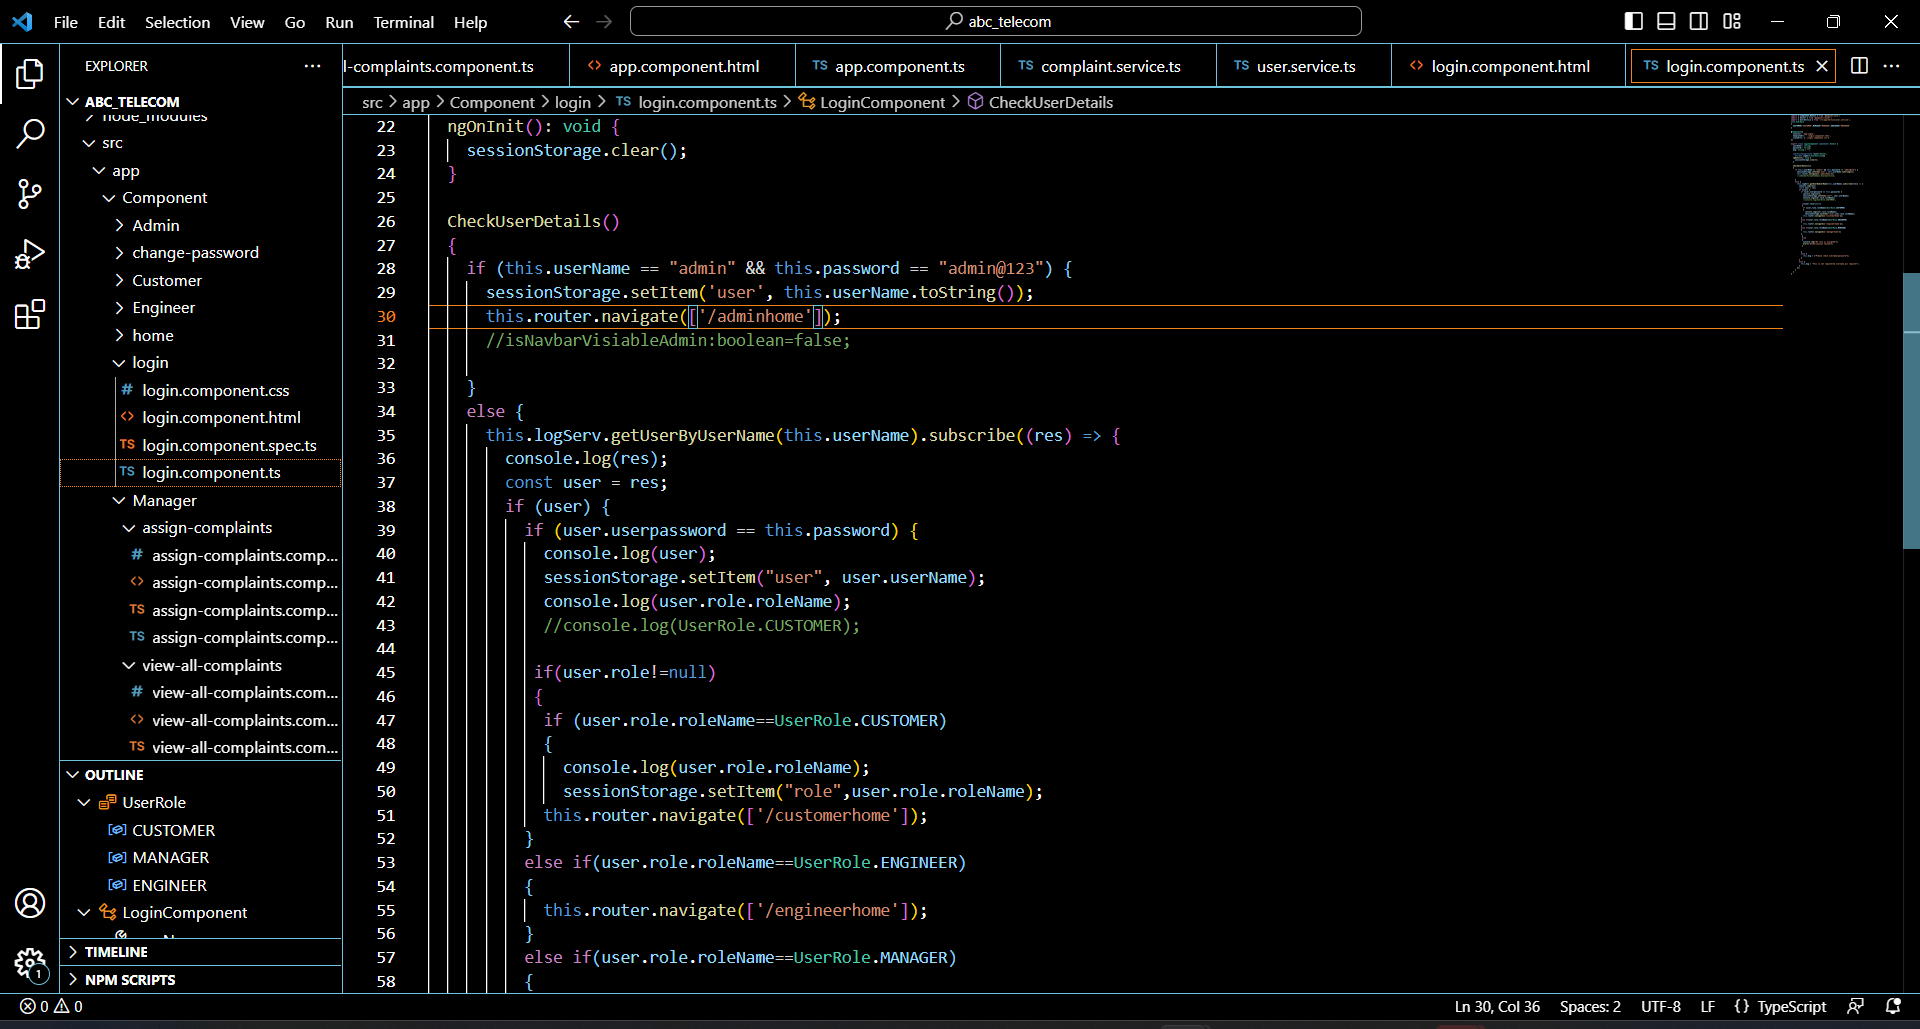 File Edit Selection View Go Run Terminal Help
abc_telecom
EXPLORER
l-complaints.component.ts
<> app.component.html
TS app.component.ts
TS complaint.service.ts
TS user.service.ts
<> login.component.html
TS login.component.ts
src > app > Component > login > TS login.component.ts > LoginComponent > CheckUserDetails
ABC_TELECOM
node_modules
src
app
Component
Admin
change-password
Customer
Engineer
home
login
# login.component.css
<> login.component.html
TS login.component.spec.ts
TS login.component.ts
Manager
assign-complaints
# assign-complaints.comp...
<> assign-complaints.comp...
TS assign-complaints.comp...
TS assign-complaints.comp...
view-all-complaints
# view-all-complaints.com...
<> view-all-complaints.com...
TS view-all-complaints.com...
OUTLINE
UserRole
CUSTOMER
MANAGER
ENGINEER
LoginComponent
TIMELINE
NPM SCRIPTS
22 ngOnInit(): void {
23 sessionStorage.clear();
24 }
25
26 CheckUserDetails()
27 {
28 if (this.userName == "admin" && this.password == "admin@123") {
29 sessionStorage.setItem('user', this.userName.toString());
30 this.router.navigate(['/adminhome']);
31 //isNavbarVisiableAdmin:boolean=false;
32
33 }
34 else {
35 this.logServ.getUserByUserName(this.userName).subscribe((res) => {
36 console.log(res);
37 const user = res;
38 if (user) {
39 if (user.userpassword == this.password) {
40 console.log(user);
41 sessionStorage.setItem("user", user.userName);
42 console.log(user.role.roleName);
43 //console.log(UserRole.CUSTOMER);
44
45 if(user.role!=null)
46 {
47 if (user.role.roleName==UserRole.CUSTOMER)
48 {
49 console.log(user.role.roleName);
50 sessionStorage.setItem("role",user.role.roleName);
51 this.router.navigate(['/customerhome']);
52 }
53 else if(user.role.roleName==UserRole.ENGINEER)
54 {
55 this.router.navigate(['/engineerhome']);
56 }
57 else if(user.role.roleName==UserRole.MANAGER)
58 {
1
0 0
Ln 30, Col 36 Spaces: 2 UTF-8 LF {} TypeScript